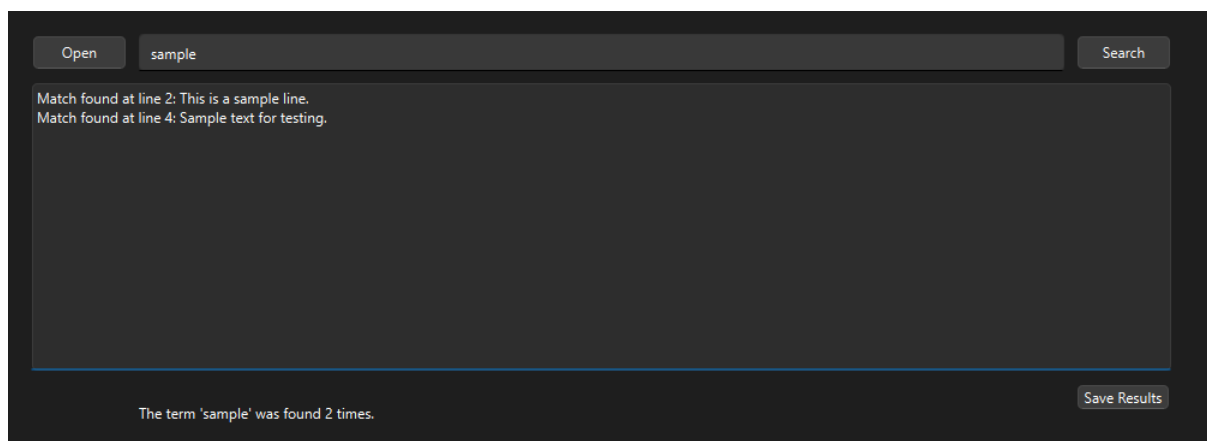 Open
sample
Search
Match found at line 2: This is a sample line.
Match found at line 4: Sample text for testing.
Save Results
The term 'sample' was found 2 times.